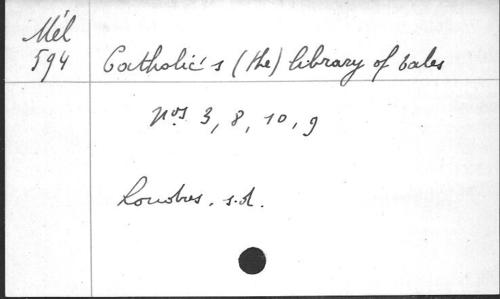 Mél
594
Catholic's (the) library of tales
nos 3, 8, 10, 9
Londres. s.d.